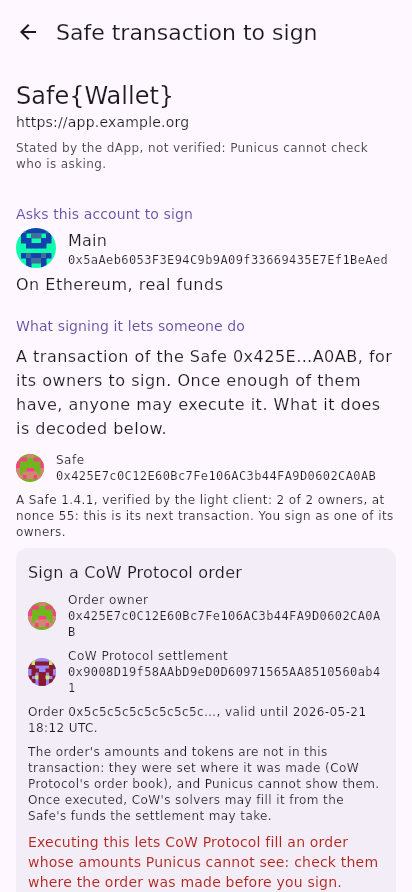 Safe transaction to sign
Safe{Wallet}
https://app.example.org
Stated by the dApp, not verified: Punicus cannot check
who is asking.
Asks this account to sign
Main
0x5aAeb6053F3E94C9b9A09f33669435E7Ef1BeAed
On Ethereum, real funds
What signing it lets someone do
A transaction of the Safe 0x425E…A0AB, for
its owners to sign. Once enough of them
have, anyone may execute it. What it does
is decoded below.
Safe
0x425E7c0C12E60Bc7Fe106AC3b44FA9D0602CA0AB
A Safe 1.4.1, verified by the light client: 2 of 2 owners, at
nonce 55: this is its next transaction. You sign as one of its
owners.
Sign a CoW Protocol order
Order owner
0x425E7c0C12E60Bc7Fe106AC3b44FA9D0602CA0A
B
CoW Protocol settlement
0x9008D19f58AAbD9eD0D60971565AA8510560ab4
1
Order 0x5c5c5c5c5c5c5c5c…, valid until 2026-05-21
18:12 UTC.
The order's amounts and tokens are not in this
transaction: they were set where it was made (CoW
Protocol's order book), and Punicus cannot show them.
Once executed, CoW's solvers may fill it from the
Safe's funds the settlement may take.
Executing this lets CoW Protocol fill an order
whose amounts Punicus cannot see: check them
where the order was made before you sign.